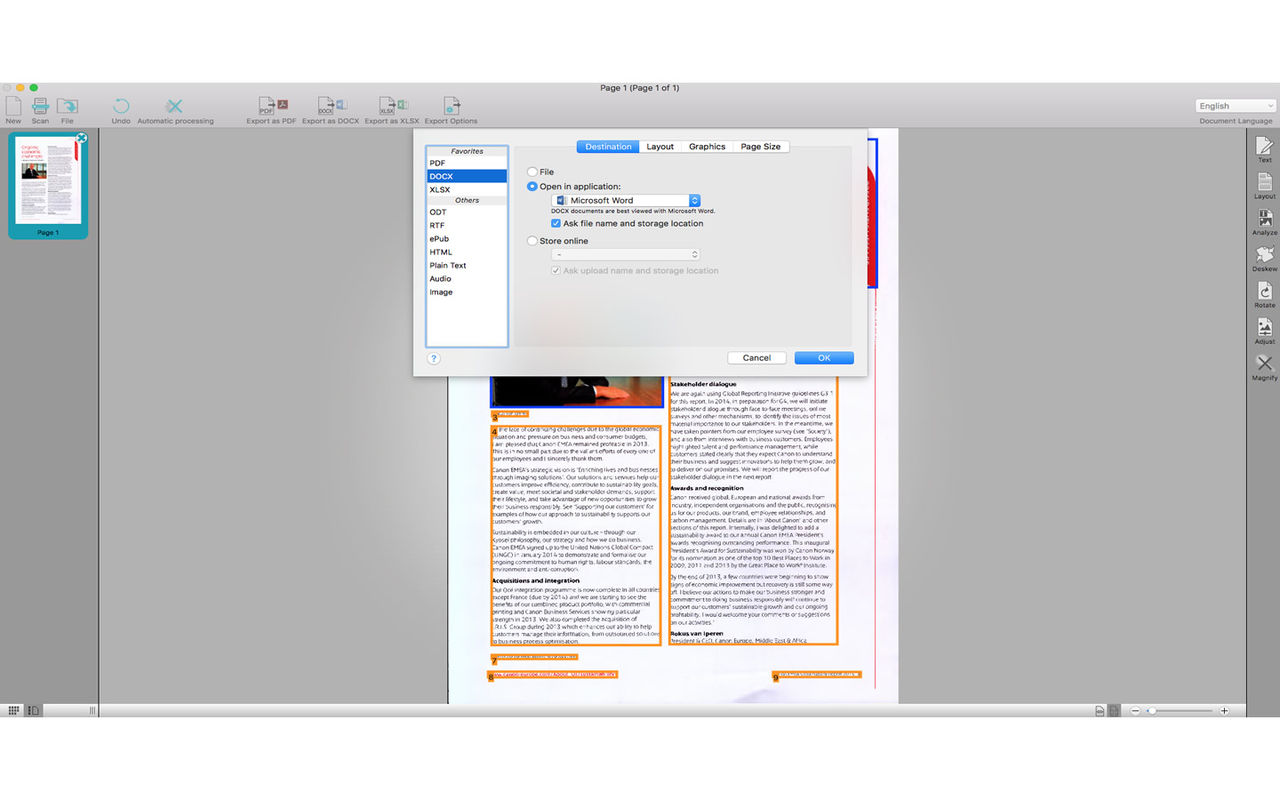 Page 1 (Page 1 of 1)
New
Scan
File
Undo
Automatic processing
PDF
Export as PDF
DOCX
Export as DOCX
XLSX
Export as XLSX
Export Options
English
Document Language
Page 1
Favorites
PDF
DOCX
XLSX
Others
ODT
RTF
ePub
HTML
Plain Text
Audio
Image
?
Destination
Layout
Graphics
Page Size
File
Open in application:
Microsoft Word
DOCX documents are best viewed with Microsoft Word.
Ask file name and storage location
Store online
-
Ask upload name and storage location
Cancel
OK
Text
Layout
Analyze
Deskew
Rotate
Adjust
Magnify
3
4
the face of continuing challenges due to the global economic
situation and pressure on business and consumer budgets,
I am pleased that Canon EMEA remained profitable in 2013.
This is in no small part due to the valiant efforts of every one of
our employees and I sincerely thank them.
Canon EMEA's strategic vision is 'Enriching lives and businesses
through imaging solutions'. Our solutions and services help our
customers improve efficiency, contribute to sustainability goals,
create value, meet societal and stakeholder demands, support
their lifestyle, and take advantage of new opportunities to grow
their business responsibly. See 'Supporting our customers' for
examples of how our approach to sustainability supports our
customers' growth.
Sustainability is embedded in our culture – through our
Kyosei philosophy, our strategy and how we do business.
Canon EMEA signed up to the United Nations Global Compact
(UNGC) in January 2014 to demonstrate and formalise our
ongoing commitment to human rights, labour standards, the
environment and anti-corruption.
Acquisitions and integration
Our Océ integration programme is now complete in all countries
except France (due by 2014) and we are starting to see the
benefits of our combined product portfolio, with commercial
printing and Canon Business Services showing particular
strength in 2013. We also completed the acquisition of
I.R.I.S. Group during 2013 which enhances our ability to help
customers manage their information, from outsourced solutions
to business process optimisation.
Stakeholder dialogue
We are again using Global Reporting Initiative guidelines G3.1
for this report. In 2014, in preparation for G4, we will initiate
stakeholder dialogue through face-to-face meetings, online
surveys and other mechanisms, to identify the issues of most
material importance to our stakeholders. In the meantime, we
have taken pointers from our employee survey (see 'Society'),
and also from interviews with business customers. Employees
highlighted talent and performance management, while
customers stated clearly that they expect Canon to understand
their business and suggest innovations to help them grow, and
to deliver on our promises. We will report the progress of our
stakeholder dialogue in the next report.
Awards and recognition
Canon received global, European and national awards from
industry, independent organisations and the public, recognising
us for our products, our brand, employee relationships, and
carbon management. Details are in 'About Canon' and other
sections of this report. Internally, I was delighted to add a
sustainability award to our annual Canon EMEA President's
Awards recognising outstanding performance. This inaugural
President's Award for Sustainability was won by Canon Norway
for its nomination as one of the top 10 Best Places to Work in
2009, 2011 and 2013 by the Great Place to Work® Institute.
By the end of 2013, a few countries were beginning to show
signs of economic improvement but recovery is still some way
off. I believe our actions to make our business stronger and
commitment to doing business responsibly will continue to
support our customers' sustainable growth and our ongoing
profitability. I would welcome your comments or suggestions
on our activities.
Rokus van Iperen
President & CEO, Canon Europe, Middle East & Africa
7
8
9